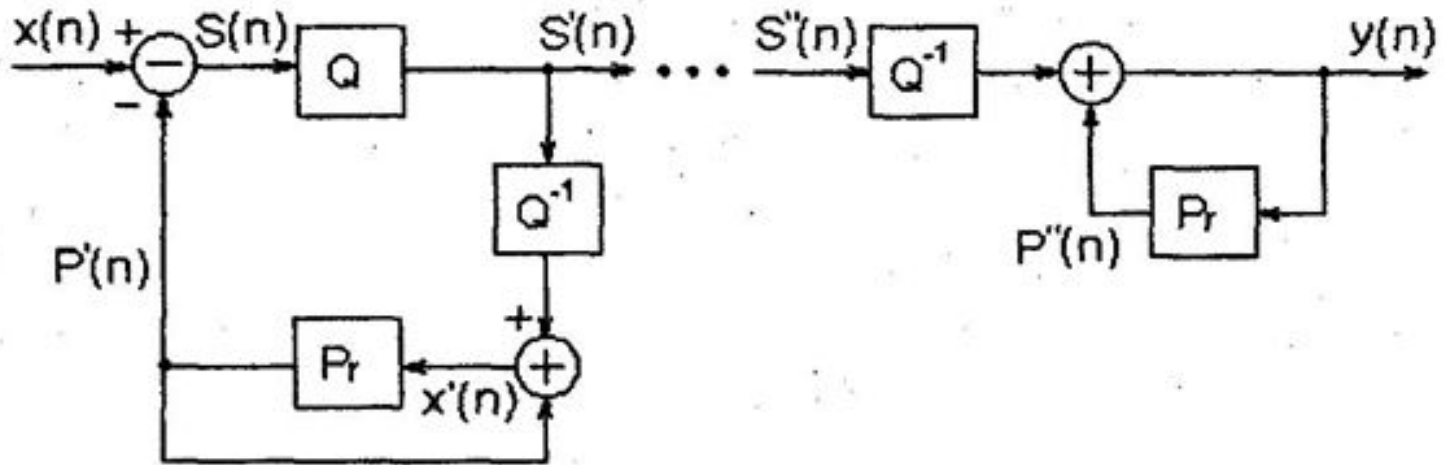 x(n) + S(n) Q S'(n) S''(n) Q⁻¹ + y(n)
−
−
Q⁻¹
Pr
P'(n) P''(n)
+
Pr x'(n) +